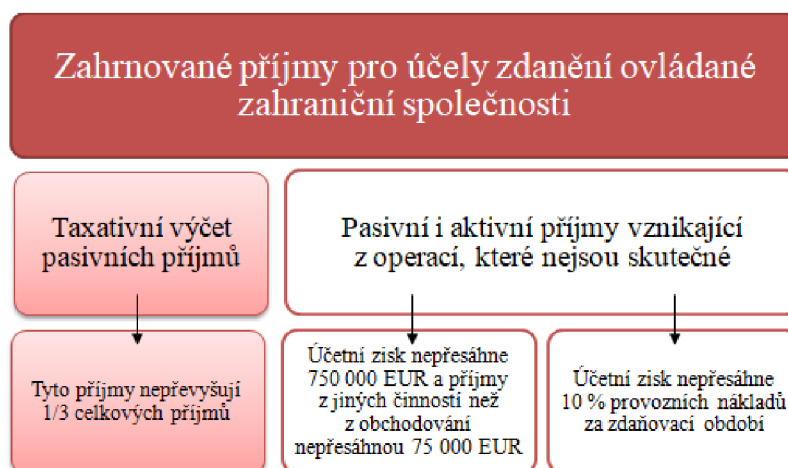 Zahrnované příjmy pro účely zdanění ovládané
zahraniční společnosti
Taxativní výčet
pasivních příjmů
Pasivní i aktivní příjmy vznikající
z operací, které nejsou skutečné
Tyto příjmy nepřevyšují
1/3 celkových příjmů
Účetní zisk nepřesáhne
750 000 EUR a příjmy
z jiných činností než
z obchodování
nepřesáhnou 75 000 EUR
Účetní zisk nepřesáhne
10 % provozních nákladů
za zdaňovací období